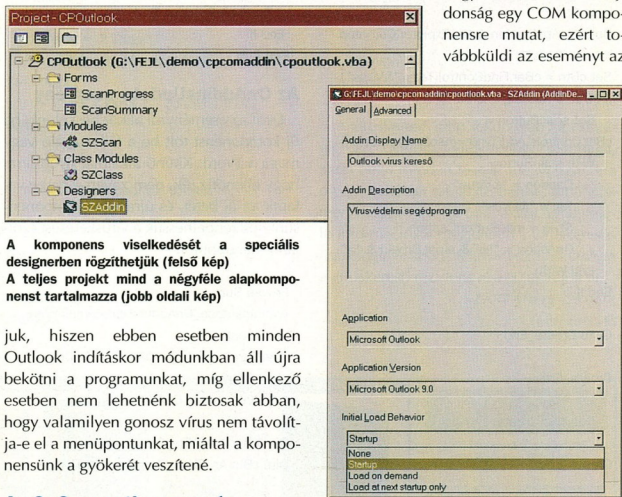 Project - CPOutlook
CPOutlook (G:\FEJL\demo\cpcomaddin\cpoutlook.vba)
Forms
ScanProgress
ScanSummary
Modules
SZScan
Class Modules
SZClass
Designers
SZAddin
A komponens viselkedését a speciális
designerben rögzíthetjük (felső kép)
A teljes projekt mind a négyféle alapkompo-
nenst tartalmazza (jobb oldali kép)
juk, hiszen ebben esetben minden
Outlook indításkor módunkban áll újra
bekötni a programunkat, míg ellenkező
esetben nem lehetnénk biztosak abban,
hogy valamilyen gonosz vírus nem távolít-
ja-e el a menüpontunkat, miáltal a kompo-
nensünk a gyökerét veszítené.
donság egy COM kompo-
nensre mutat, ezért to-
vábbküldi az eseményt az
G:\FEJL\demo\cpcomaddin\cpoutlook.vba - SZAddin (AddInDe...
General
Advanced
Addin Display Name
Outlook vírus kereső
Addin Description
Vírusvédelmi segédprogram
Application
Microsoft Outlook
Application Version
Microsoft Outlook 9.0
Initial Load Behavior
Startup
None
Startup
Load on demand
Load at next startup only